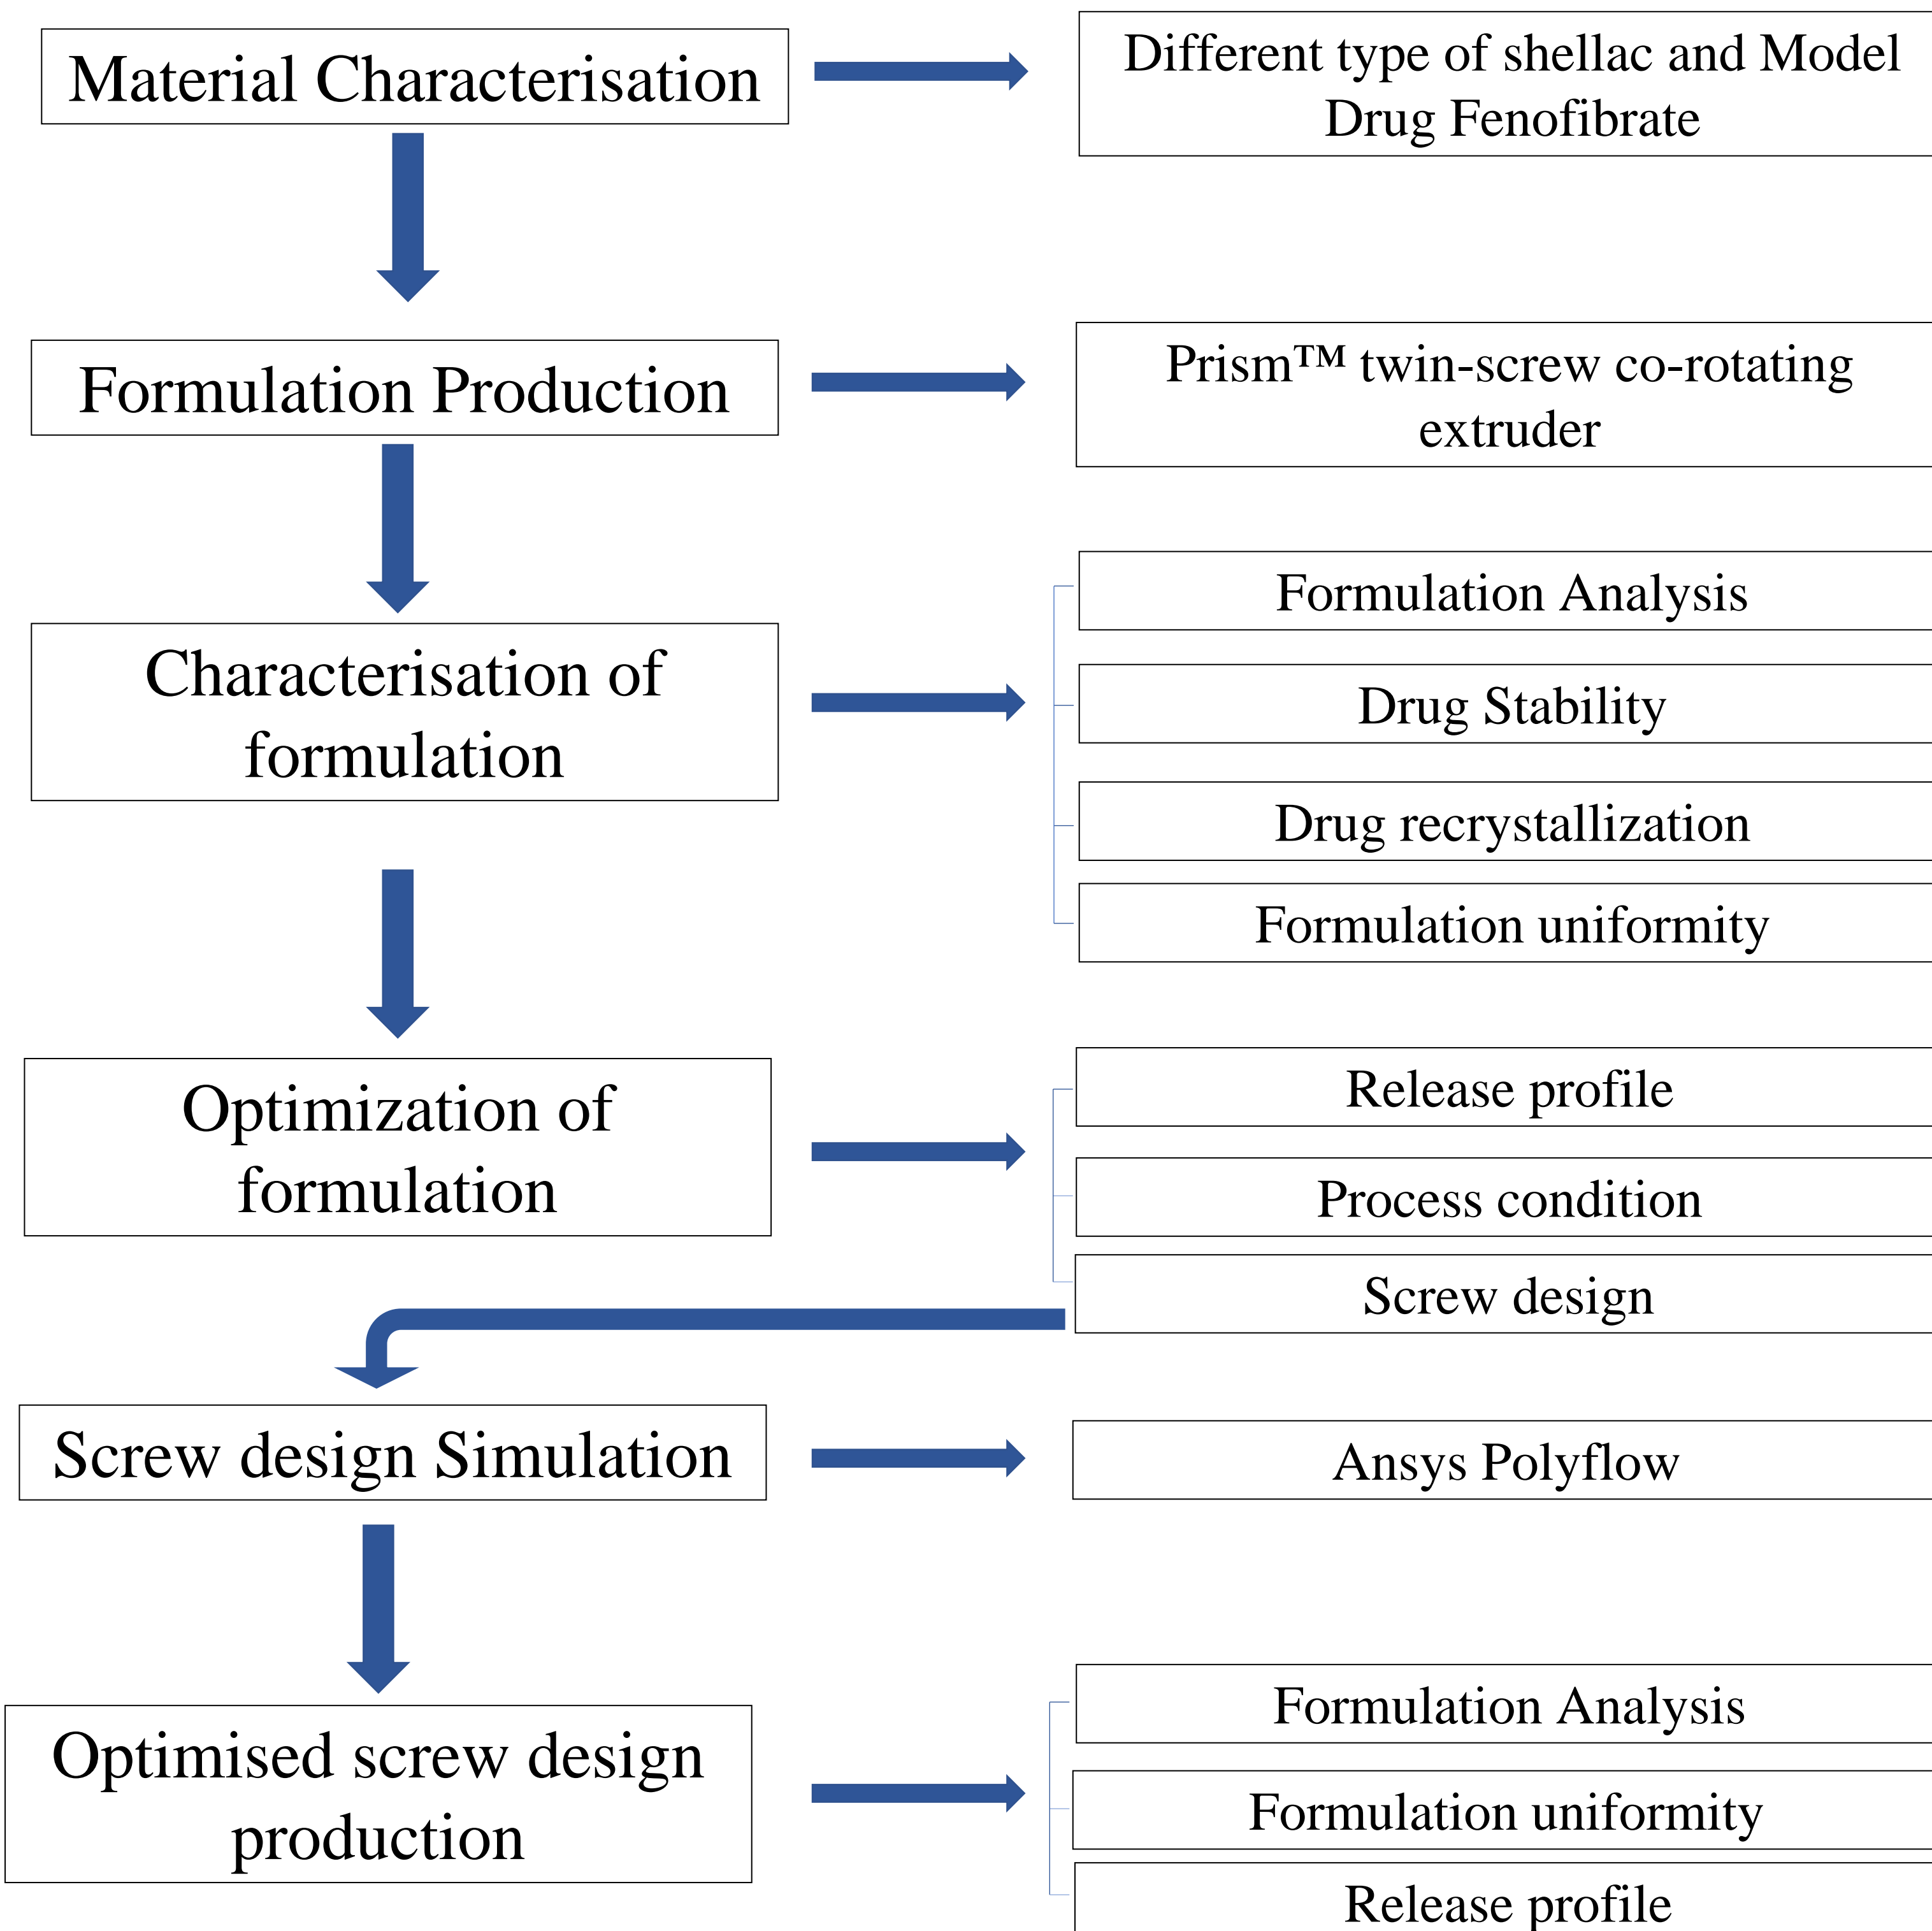 Material Characterisation
Different type of shellac and Model
Drug Fenofibrate
Formulation Production
Prism™ twin-screw co-rotating
extruder
Characterisation of
formulation
Formulation Analysis
Drug Stability
Drug recrystallization
Formulation uniformity
Optimization of
formulation
Release profile
Process condition
Screw design
Screw design Simulation
Ansys Polyflow
Optimised screw design
production
Formulation Analysis
Formulation uniformity
Release profile